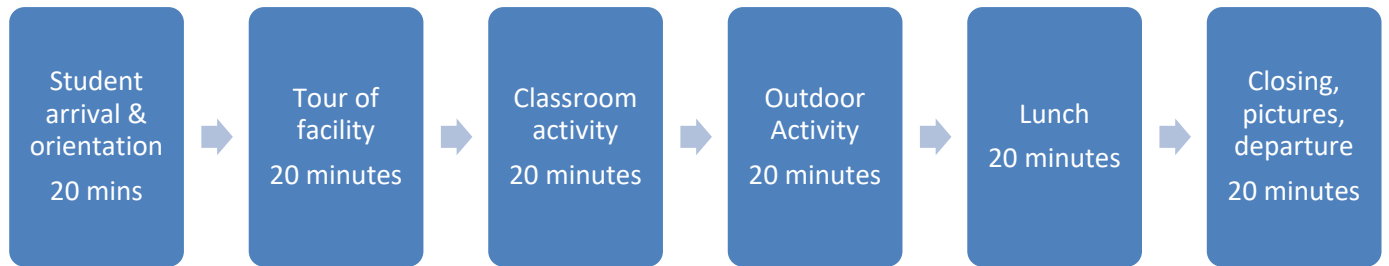 Student
arrival &
orientation
20 mins
Tour of
facility
20 minutes
Classroom
activity
20 minutes
Outdoor
Activity
20 minutes
Lunch
20 minutes
Closing,
pictures,
departure
20 minutes